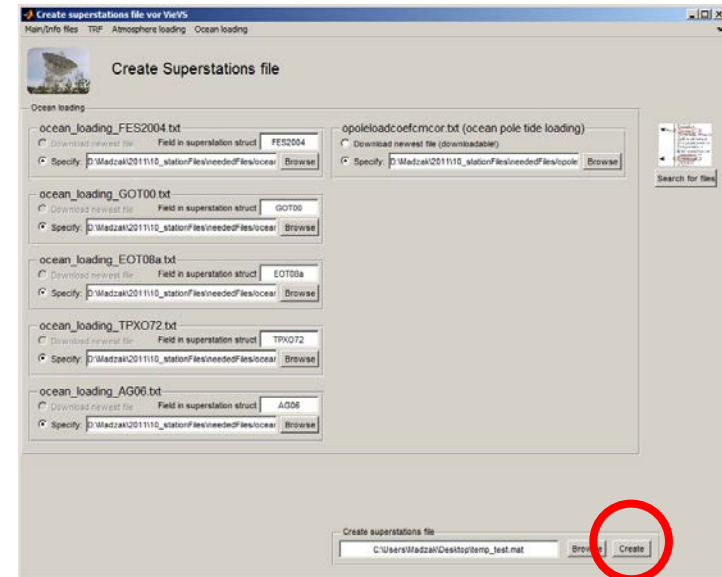 Create superstations file vor VieVS
Main/Info files TRF Atmosphere loading Ocean loading
Create Superstations file
Ocean loading
ocean_loading_FES2004.txt
Download newest file Field in superstation struct FES2004
Specify: D:\Madzak\2011\10_stationFiles\neededFiles/ocear Browse
opoleloadcoefcmcor.txt (ocean pole tide loading)
Download newest file (downloadable!)
Specify: D:\Madzak\2011\10_stationFiles\neededFiles/opole Browse
Search for files
ocean_loading_GOT00.txt
Download newest file Field in superstation struct GOT00
Specify: D:\Madzak\2011\10_stationFiles\neededFiles/ocear Browse
ocean_loading_EOT08a.txt
Download newest file Field in superstation struct EOT08a
Specify: D:\Madzak\2011\10_stationFiles\neededFiles/ocear Browse
ocean_loading_TPXO72.txt
Download newest file Field in superstation struct TPXO72
Specify: D:\Madzak\2011\10_stationFiles\neededFiles/ocear Browse
ocean_loading_AG06.txt
Download newest file Field in superstation struct AG06
Specify: D:\Madzak\2011\10_stationFiles\neededFiles/ocear Browse
Create superstations file
C:\Users\Madzak\Desktop\temp_test.mat Browse Create